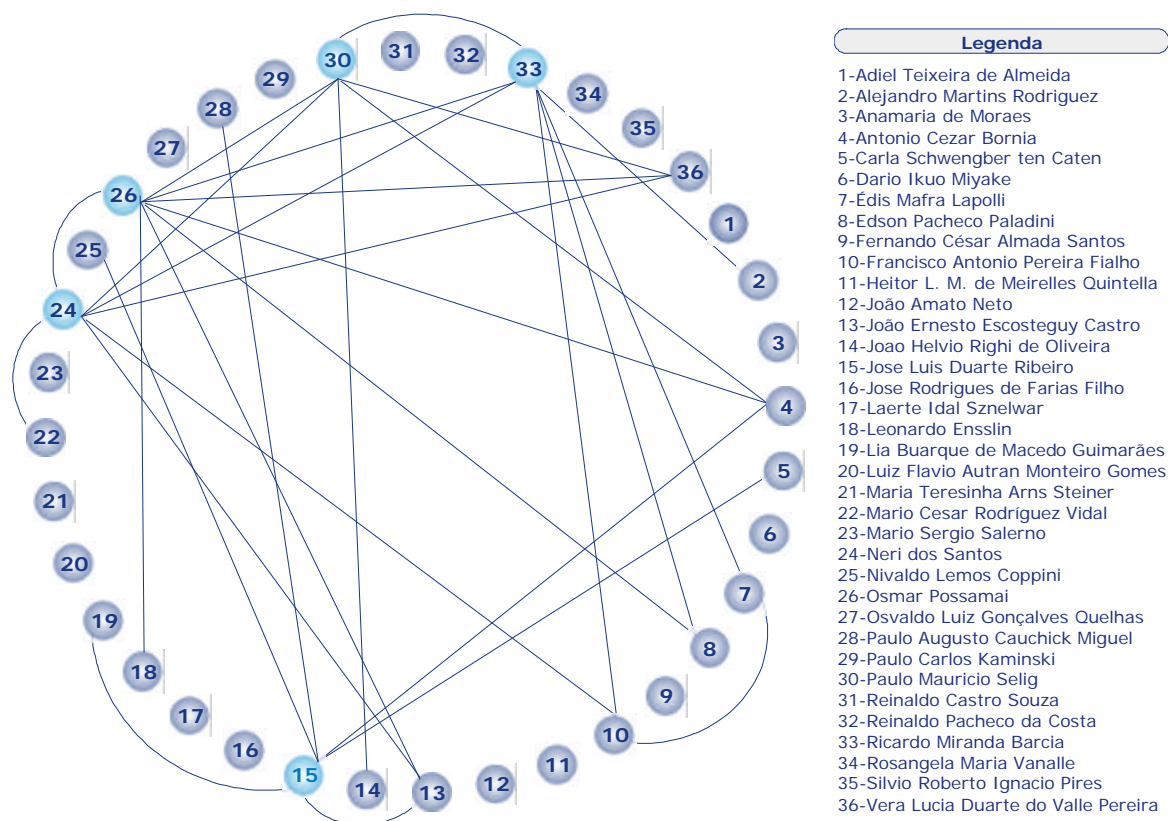 30
31
32
33
29
34
28
35
27
36
26
1
25
2
24
3
23
4
22
5
21
6
20
7
19
8
18
9
17
10
16
11
15
12
14
13
Legenda
1-Adiel Teixeira de Almeida
2-Alejandro Martins Rodriguez
3-Anamaria de Moraes
4-Antonio Cezar Bornia
5-Carla Schwengber ten Caten
6-Dario Ikuo Miyake
7-Édis Mafra Lapolli
8-Edson Pacheco Paladini
9-Fernando César Almada Santos
10-Francisco Antonio Pereira Fialho
11-Heitor L. M. de Meirelles Quintella
12-João Amato Neto
13-João Ernesto Escosteguy Castro
14-Joao Helvio Righi de Oliveira
15-Jose Luis Duarte Ribeiro
16-Jose Rodrigues de Farias Filho
17-Laerte Idal Sznelwar
18-Leonardo Ensslin
19-Lia Buarque de Macedo Guimarães
20-Luiz Flavio Autran Monteiro Gomes
21-Maria Teresinha Arns Steiner
22-Mario Cesar Rodríguez Vidal
23-Mario Sergio Salerno
24-Neri dos Santos
25-Nivaldo Lemos Coppini
26-Osmar Possamai
27-Osvaldo Luiz Gonçalves Quelhas
28-Paulo Augusto Cauchick Miguel
29-Paulo Carlos Kaminski
30-Paulo Mauricio Selig
31-Reinaldo Castro Souza
32-Reinaldo Pacheco da Costa
33-Ricardo Miranda Barcia
34-Rosangela Maria Vanalle
35-Silvio Roberto Ignacio Pires
36-Vera Lucia Duarte do Valle Pereira